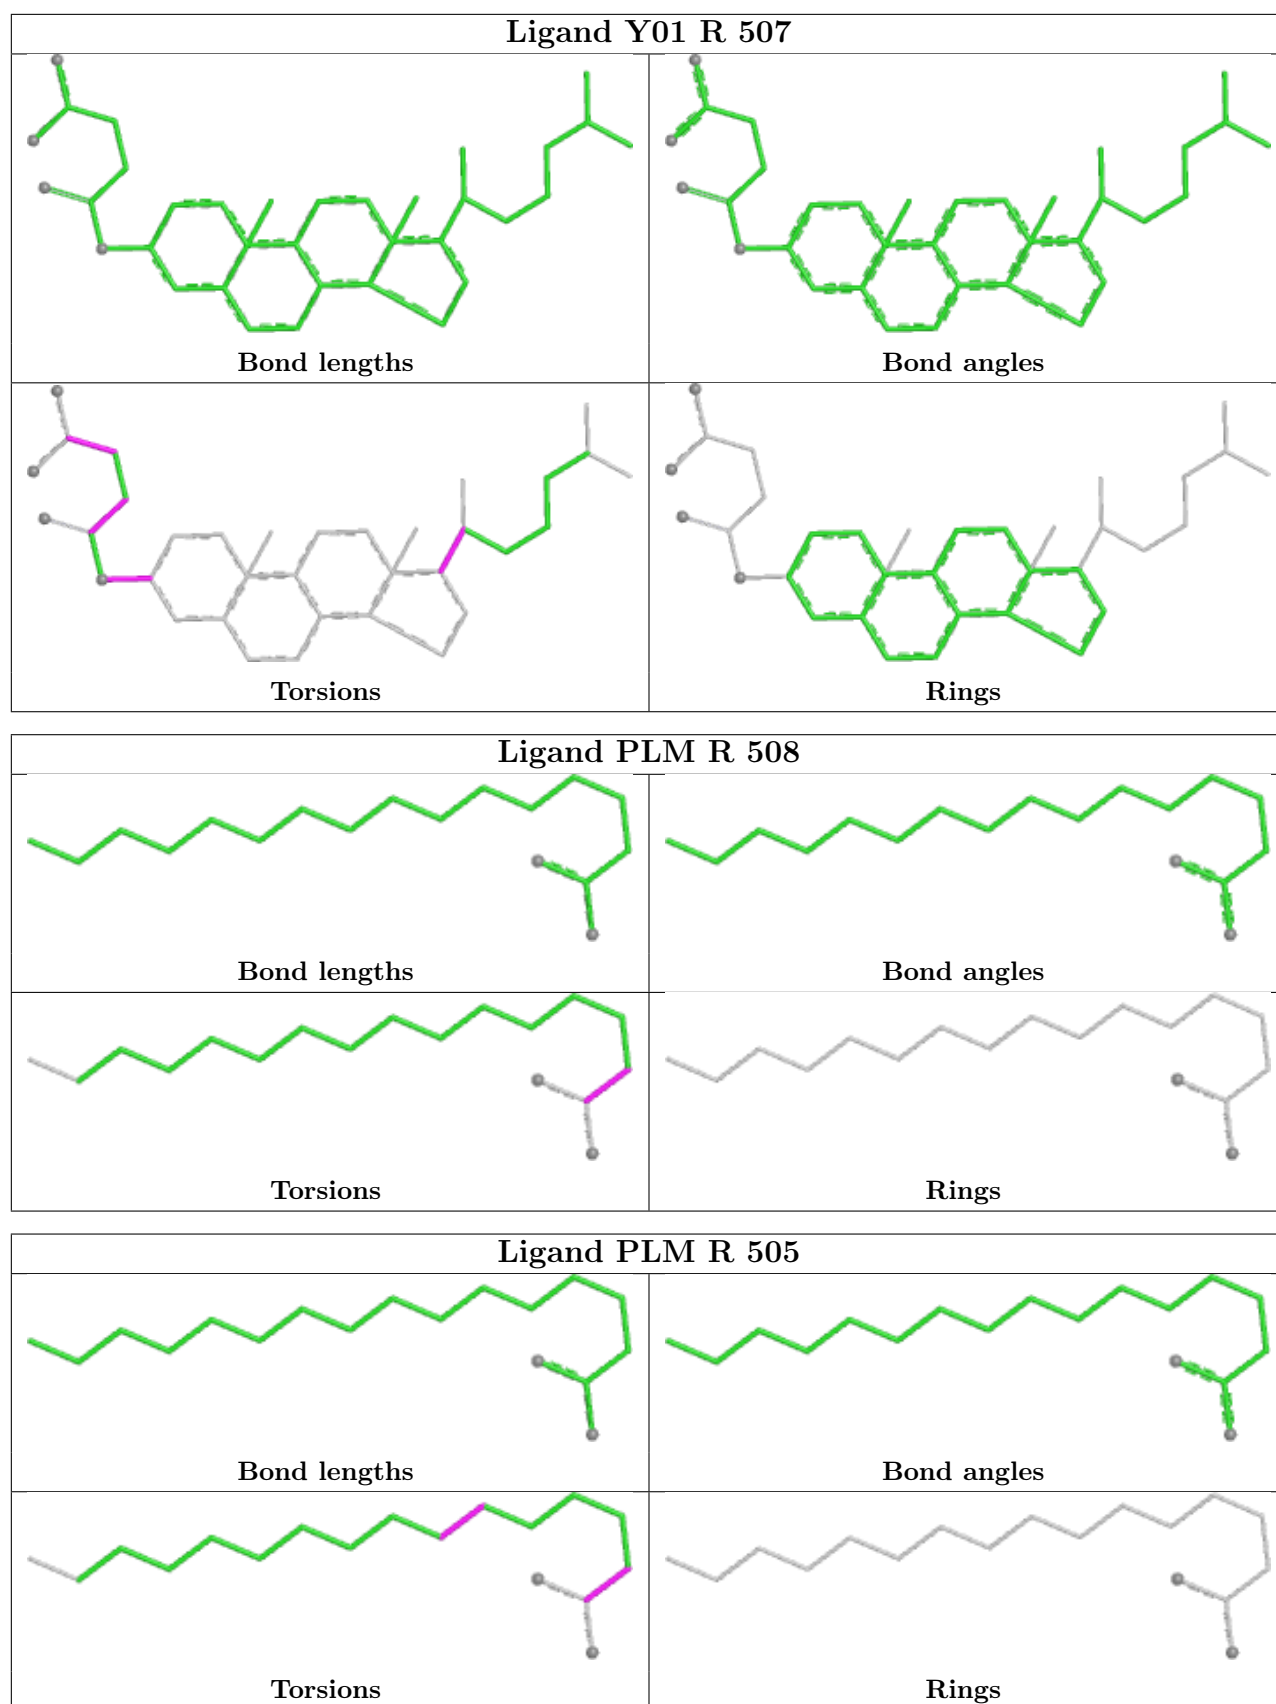 Ligand Y01 R 507
Bond lengths
Bond angles
Torsions
Rings
Ligand PLM R 508
Bond lengths
Bond angles
Torsions
Rings
Ligand PLM R 505
Bond lengths
Bond angles
Torsions
Rings